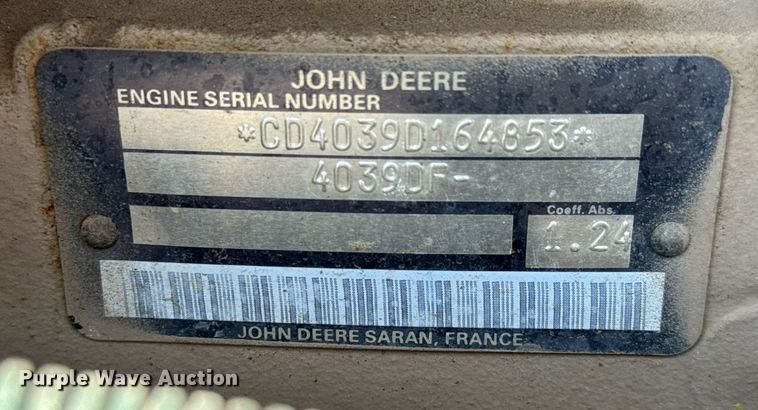 JOHN DEERE
ENGINE SERIAL NUMBER
*CD4039D164853*
4039DF-
Coeff. Abs.
1.24
JOHN DEERE SARAN, FRANCE
Purple Wave Auction